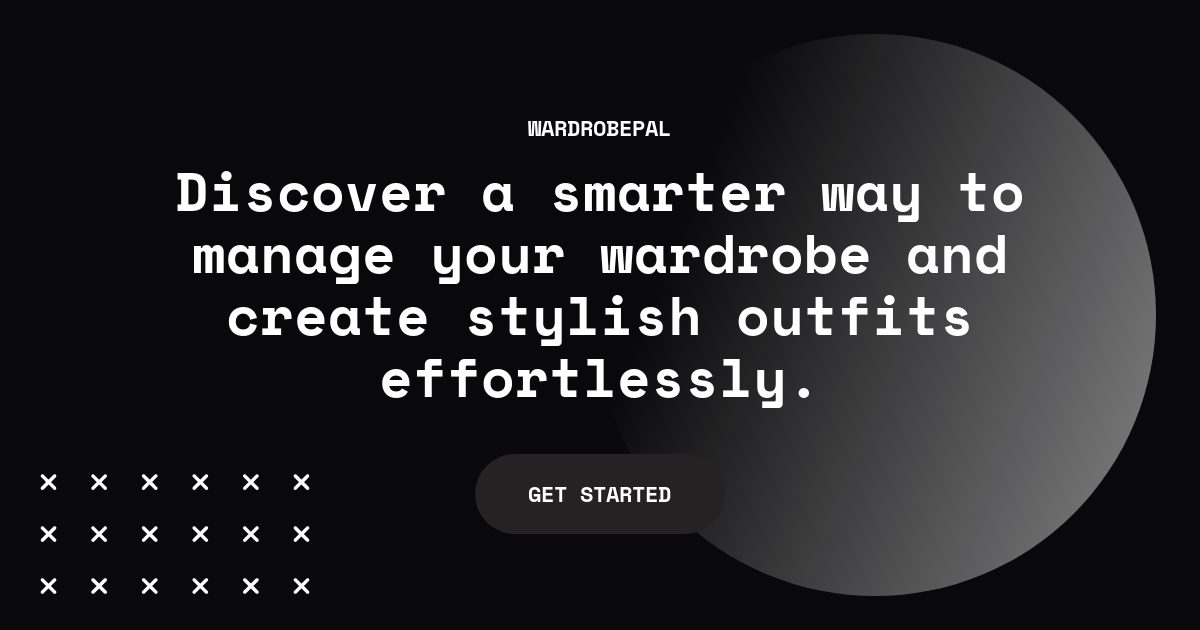 WARDROBEPAL
Discover a smarter way to
manage your wardrobe and
create stylish outfits
effortlessly.
GET STARTED